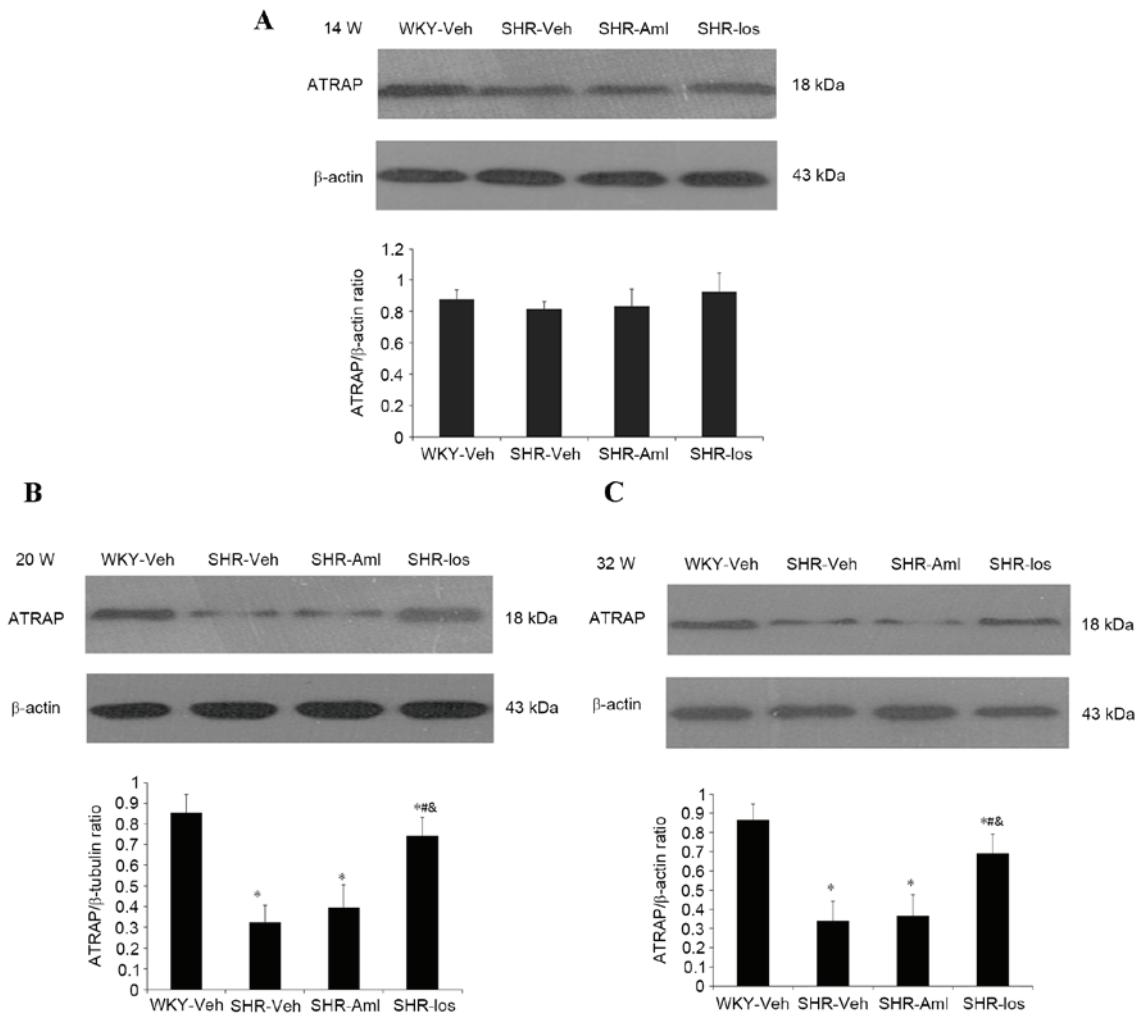 A
14 W WKY-Veh SHR-Veh SHR-Aml SHR-los
ATRAP 18 kDa
β-actin 43 kDa
ATRAP/β-actin ratio
1.2
1
0.8
0.6
0.4
0.2
0
WKY-Veh SHR-Veh SHR-Aml SHR-los
B
20 W WKY-Veh SHR-Veh SHR-Aml SHR-los
ATRAP 18 kDa
β-actin 43 kDa
ATRAP/β-tubulin ratio
1
0.9
0.8
0.7
0.6
0.5
0.4
0.3
0.2
0.1
0
* * *#&
WKY-Veh SHR-Veh SHR-Aml SHR-los
C
32 W WKY-Veh SHR-Veh SHR-Aml SHR-los
ATRAP 18 kDa
β-actin 43 kDa
ATRAP/β-actin ratio
1
0.9
0.8
0.7
0.6
0.5
0.4
0.3
0.2
0.1
0
* * *#&
WKY-Veh SHR-Veh SHR-Aml SHR-los